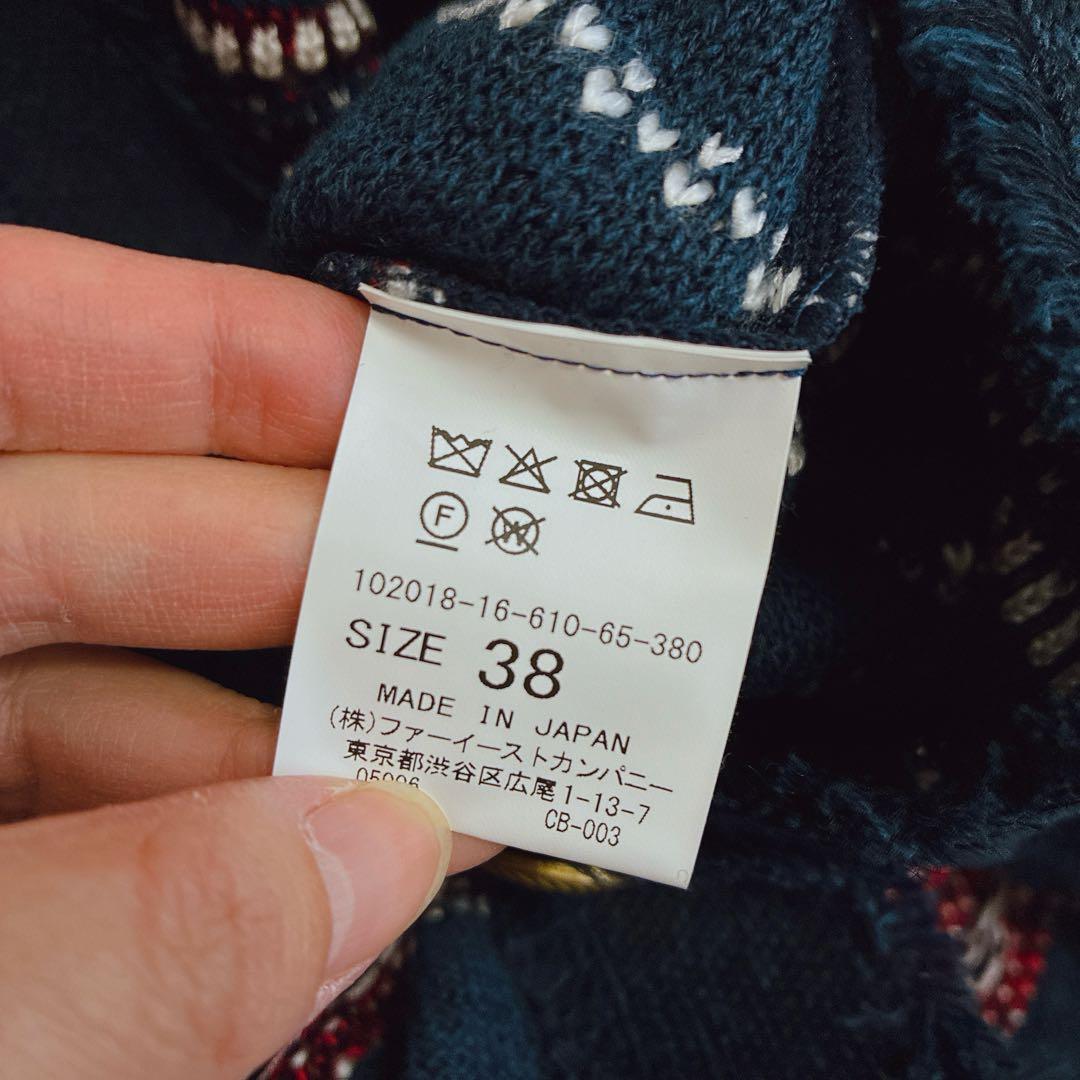 F
W
102018-16-610-65-380
SIZE 38
MADE IN JAPAN
(株)ファーイーストカンパニー
東京都渋谷区広尾1-13-7
CB-003